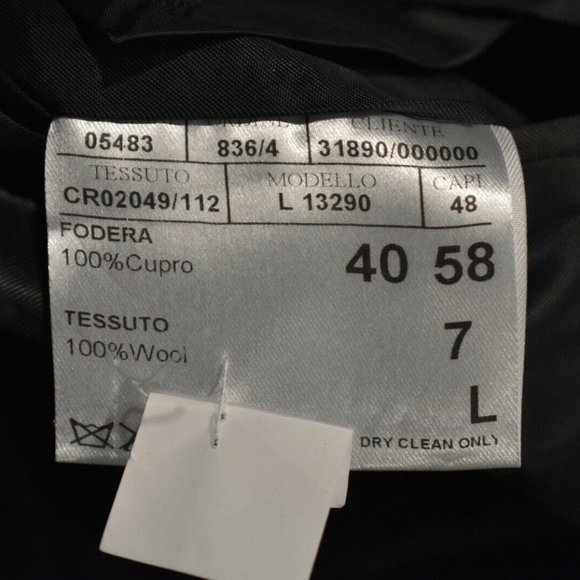 CLIENTE
05483 836/4 31890/000000
TESSUTO MODELLO CAPI
CR02049/112 L 13290 48
FODERA
100%Cupro
40 58
TESSUTO
100%Wool
7
L
DRY CLEAN ONLY